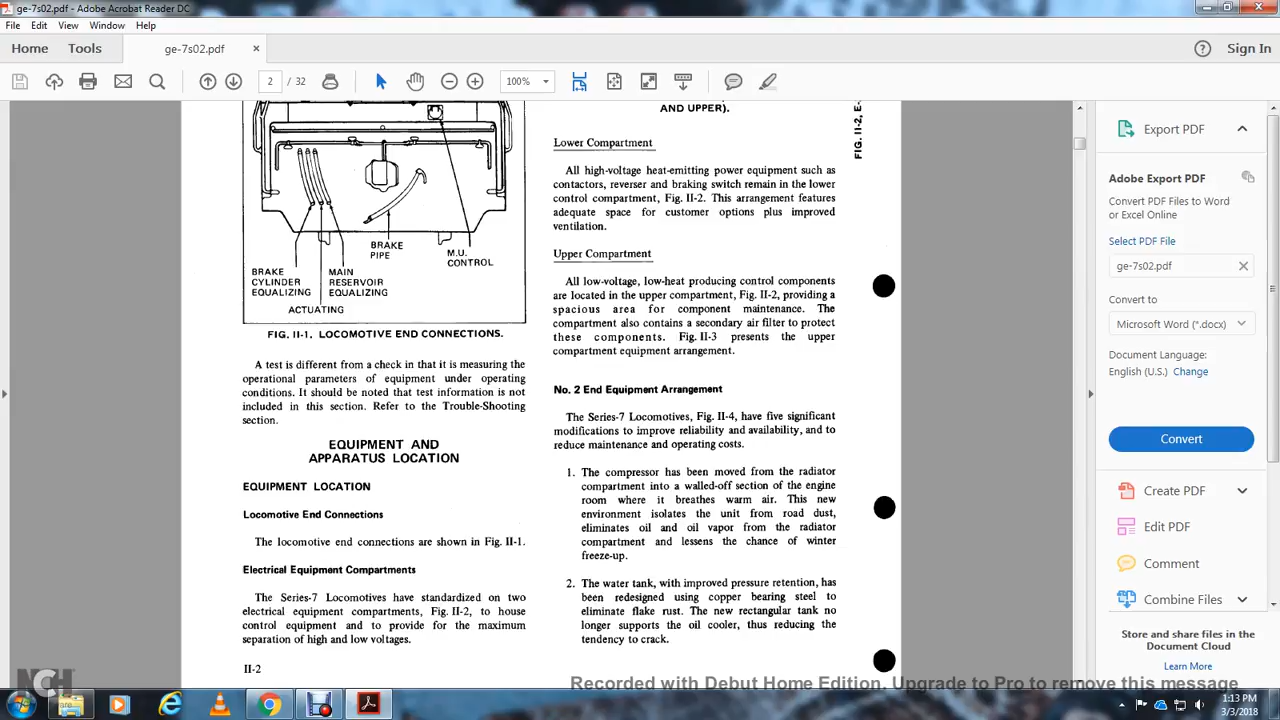 ge-7s02.pdf - Adobe Acrobat Reader DC
File Edit View Window Help
Home Tools ge-7s02.pdf × Sign In
2 / 32 100%
BRAKE PIPE
M.U. CONTROL
BRAKE CYLINDER EQUALIZING
MAIN RESERVOIR EQUALIZING
ACTUATING
FIG. II-1. LOCOMOTIVE END CONNECTIONS.
A test is different from a check in that it is measuring the
operational parameters of equipment under operating
conditions. It should be noted that test information is not
included in this section. Refer to the Trouble-Shooting
section.
EQUIPMENT AND
APPARATUS LOCATION
EQUIPMENT LOCATION
Locomotive End Connections
The locomotive end connections are shown in Fig. II-1.
Electrical Equipment Compartments
The Series-7 Locomotives have standardized on two
electrical equipment compartments, Fig. II-2, to house
control equipment and to provide for the maximum
separation of high and low voltages.
II-2
AND UPPER).
Lower Compartment
All high-voltage heat-emitting power equipment such as
contactors, reverser and braking switch remain in the lower
control compartment, Fig. II-2. This arrangement features
adequate space for customer options plus improved
ventilation.
Upper Compartment
All low-voltage, low-heat producing control components
are located in the upper compartment, Fig. II-2, providing a
spacious area for component maintenance. The
compartment also contains a secondary air filter to protect
these components. Fig. II-3 presents the upper
compartment equipment arrangement.
No. 2 End Equipment Arrangement
The Series-7 Locomotives, Fig. II-4, have five significant
modifications to improve reliability and availability, and to
reduce maintenance and operating costs.
1. The compressor has been moved from the radiator
compartment into a walled-off section of the engine
room where it breathes warm air. This new
environment isolates the unit from road dust,
eliminates oil and oil vapor from the radiator
compartment and lessens the chance of winter
freeze-up.
2. The water tank, with improved pressure retention, has
been redesigned using copper bearing steel to
eliminate flake rust. The new rectangular tank no
longer supports the oil cooler, thus reducing the
tendency to crack.
FIG. II-2, E-
Export PDF
Adobe Export PDF
Convert PDF Files to Word
or Excel Online
Select PDF File
ge-7s02.pdf
Convert to
Microsoft Word (*.docx)
Document Language:
English (U.S.) Change
Convert
Create PDF
Edit PDF
Comment
Combine Files
Store and share files in the
Document Cloud
Learn More
NCH
Recorded with Debut Home Edition. Upgrade to Pro to remove this message
1:13 PM
3/3/2018